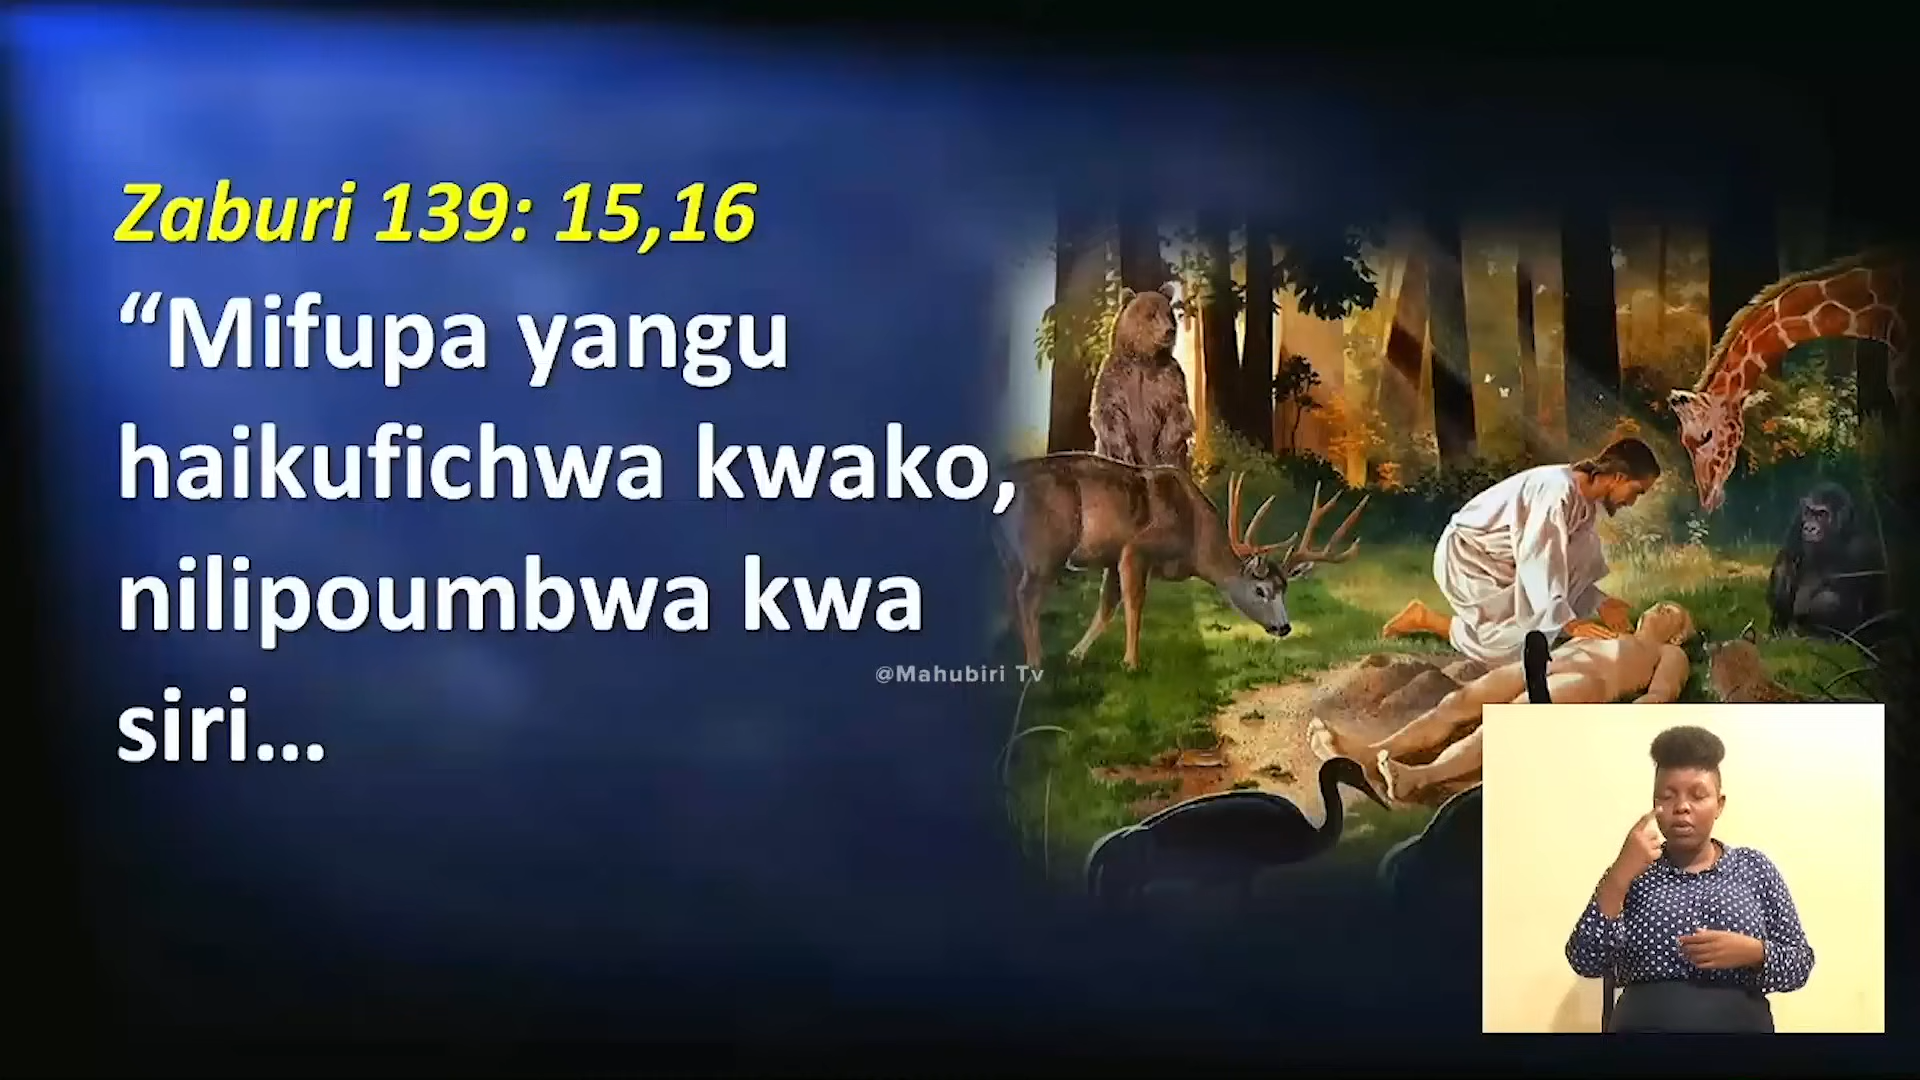 Zaburi 139: 15,16
“Mifupa yangu
haikufichwa kwako,
nilipoumbwa kwa
siri...
@Mahubiri Tv